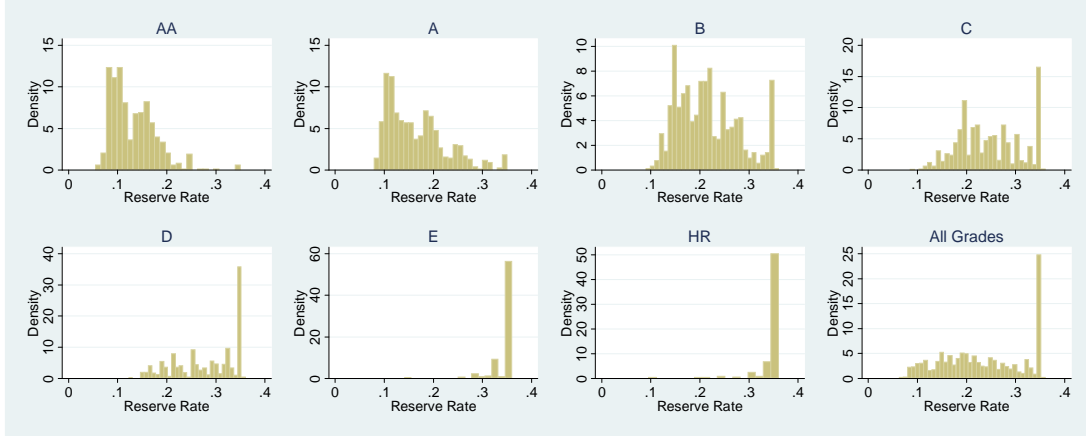 AA
A
B
C
Density
15
10
5
0
0 .1 .2 .3 .4
Reserve Rate
Density
15
10
5
0
0 .1 .2 .3 .4
Reserve Rate
Density
10
8
6
4
2
0
0 .1 .2 .3 .4
Reserve Rate
Density
20
15
10
5
0
0 .1 .2 .3 .4
Reserve Rate
D
E
HR
All Grades
Density
40
30
20
10
0
0 .1 .2 .3 .4
Reserve Rate
Density
60
40
20
0
0 .1 .2 .3 .4
Reserve Rate
Density
50
40
30
20
10
0
0 .1 .2 .3 .4
Reserve Rate
Density
25
20
15
10
5
0
0 .1 .2 .3 .4
Reserve Rate